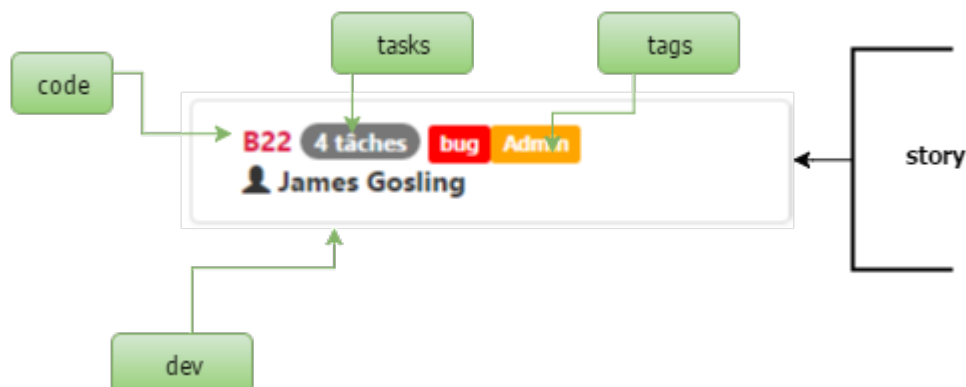 tasks
tags
code
B22 4 tâches bug Admin
James Gosling
story
dev